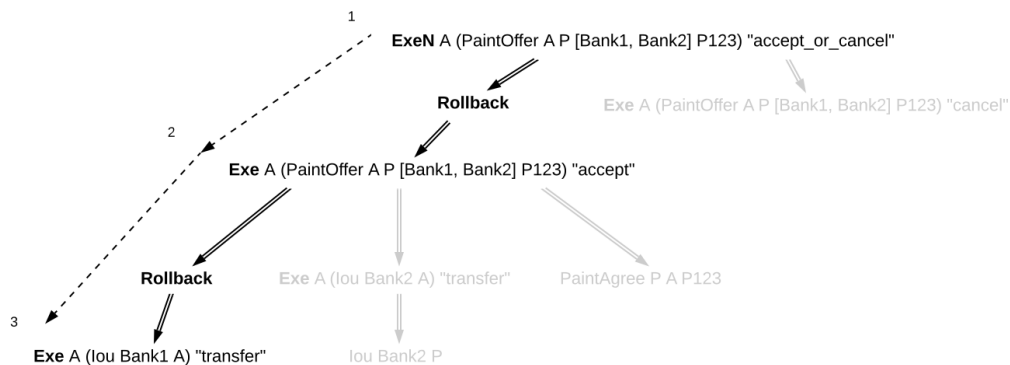 1
ExeN A (PaintOffer A P [Bank1, Bank2] P123) "accept_or_cancel"
Rollback
Exe A (PaintOffer A P [Bank1, Bank2] P123) "cancel"
2
Exe A (PaintOffer A P [Bank1, Bank2] P123) "accept"
Rollback
Exe A (Iou Bank2 A) "transfer"
PaintAgree P A P123
3
Exe A (Iou Bank1 A) "transfer"
Iou Bank2 P